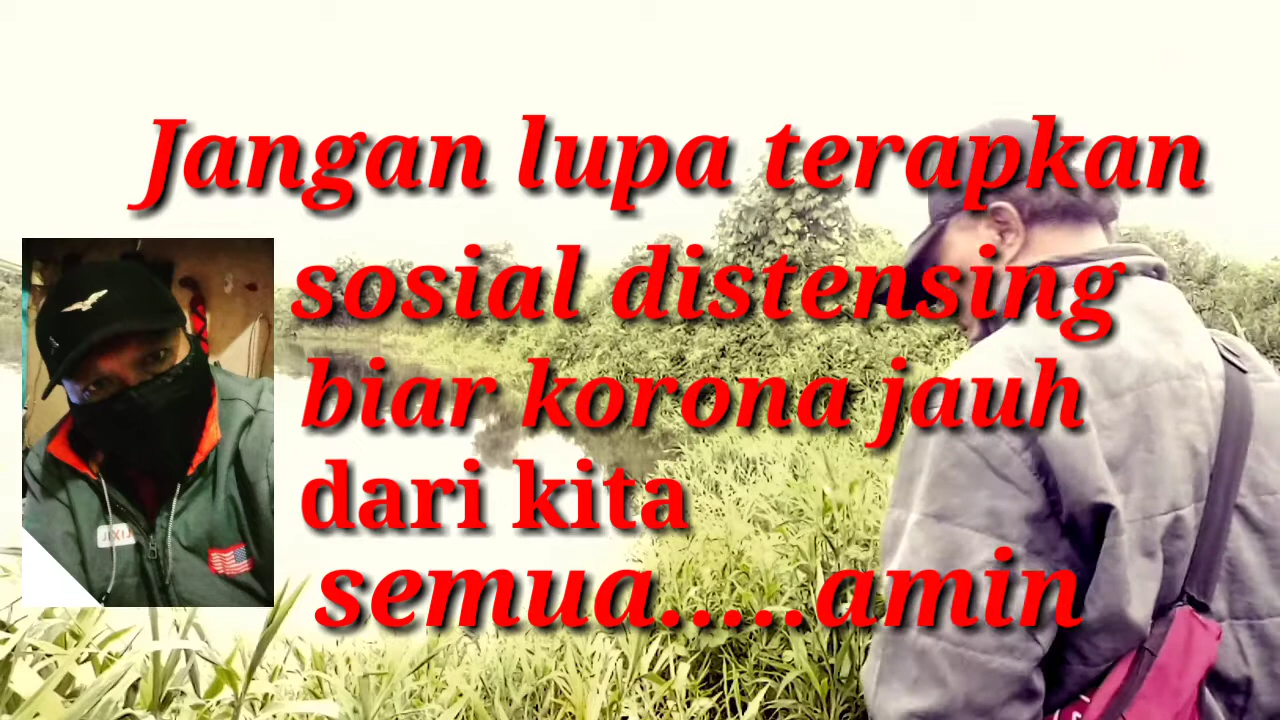 Jangan lupa terapkan
sosial distensing
biar korona jauh
dari kita
semua.....amin